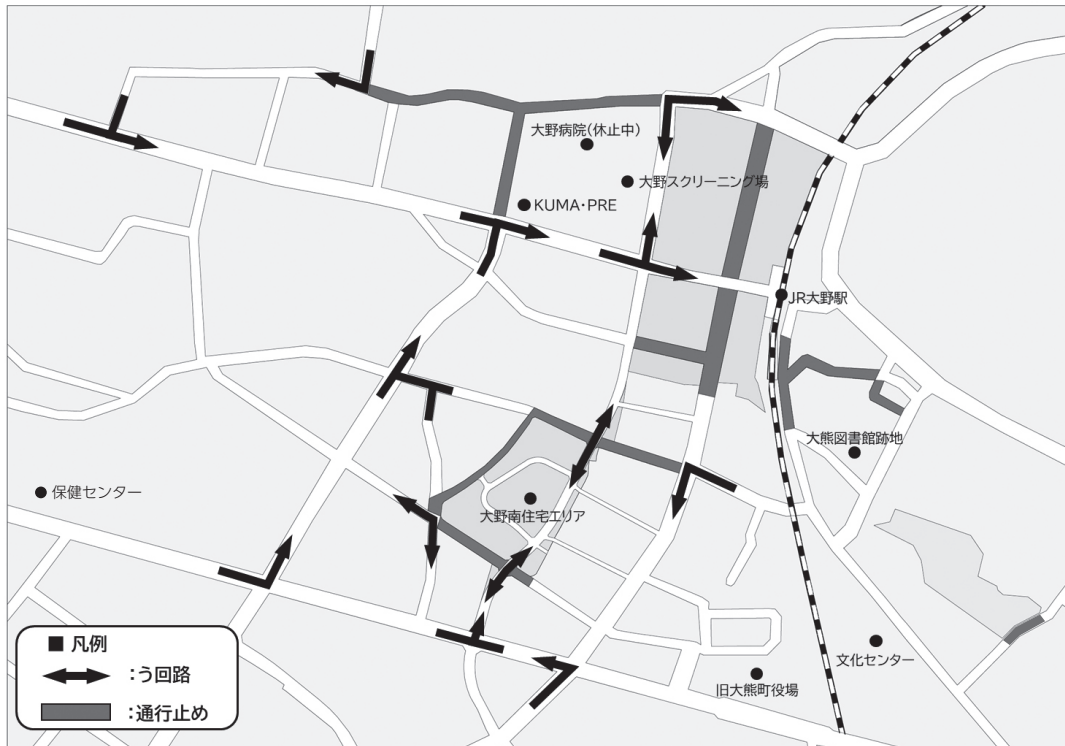 大野病院(休止中)
大野スクリーニング場
KUMA・PRE
JR大野駅
大熊図書館跡地
保健センター
大野南住宅エリア
文化センター
旧大熊町役場
■ 凡例
:う回路
:通行止め